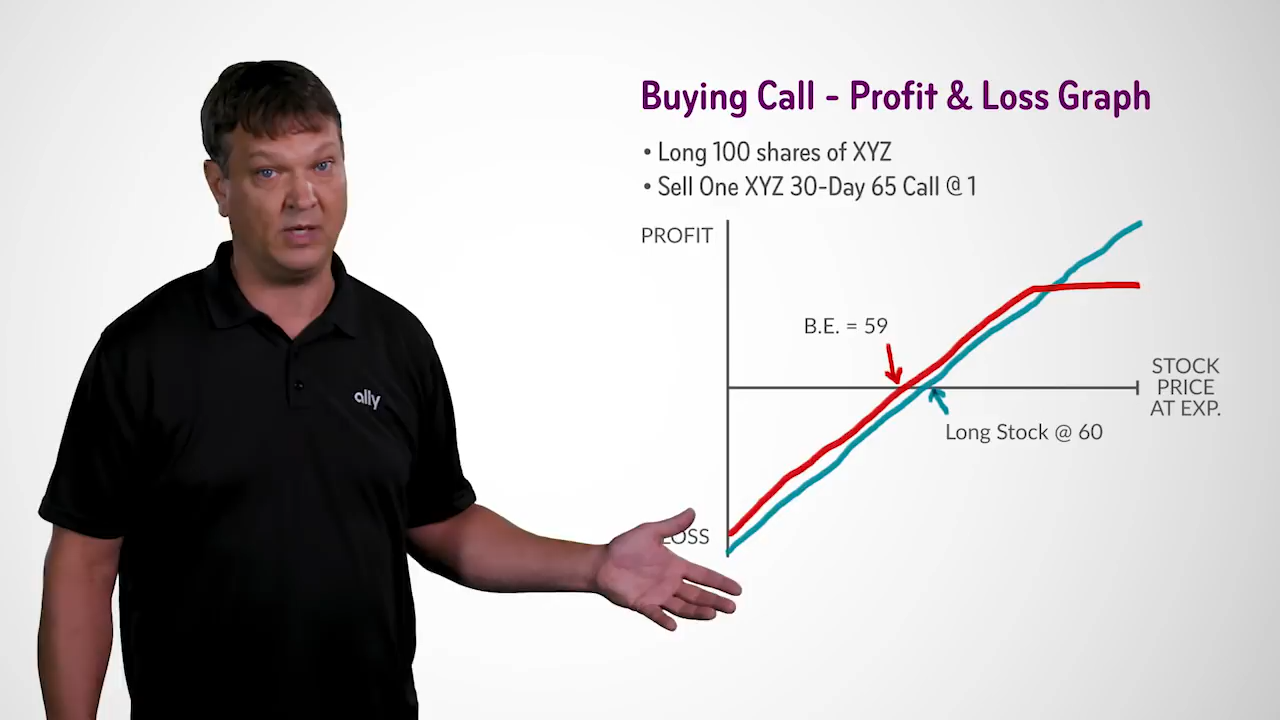 Buying Call - Profit & Loss Graph
• Long 100 shares of XYZ
• Sell One XYZ 30-Day 65 Call @ 1
PROFIT
B.E. = 59
STOCK
PRICE
AT EXP.
Long Stock @ 60
LOSS
ally